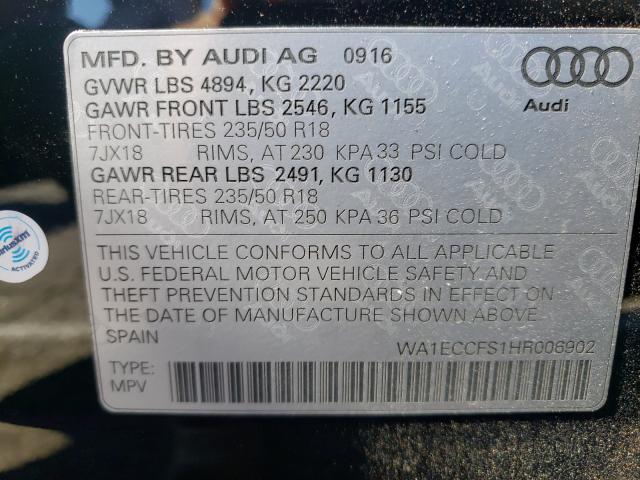 MFD. BY AUDI AG 0916
GVWR LBS 4894, KG 2220
GAWR FRONT LBS 2546, KG 1155
FRONT-TIRES 235/50 R18
7JX18 RIMS, AT 230 KPA 33 PSI COLD
GAWR REAR LBS 2491, KG 1130
REAR-TIRES 235/50 R18
7JX18 RIMS, AT 250 KPA 36 PSI COLD
Audi
THIS VEHICLE CONFORMS TO ALL APPLICABLE
U.S. FEDERAL MOTOR VEHICLE SAFETY AND
THEFT PREVENTION STANDARDS IN EFFECT ON
THE DATE OF MANUFACTURE SHOWN ABOVE
SPAIN
WA1ECCFS1HR006902
TYPE:
MPV
ACTIVATED